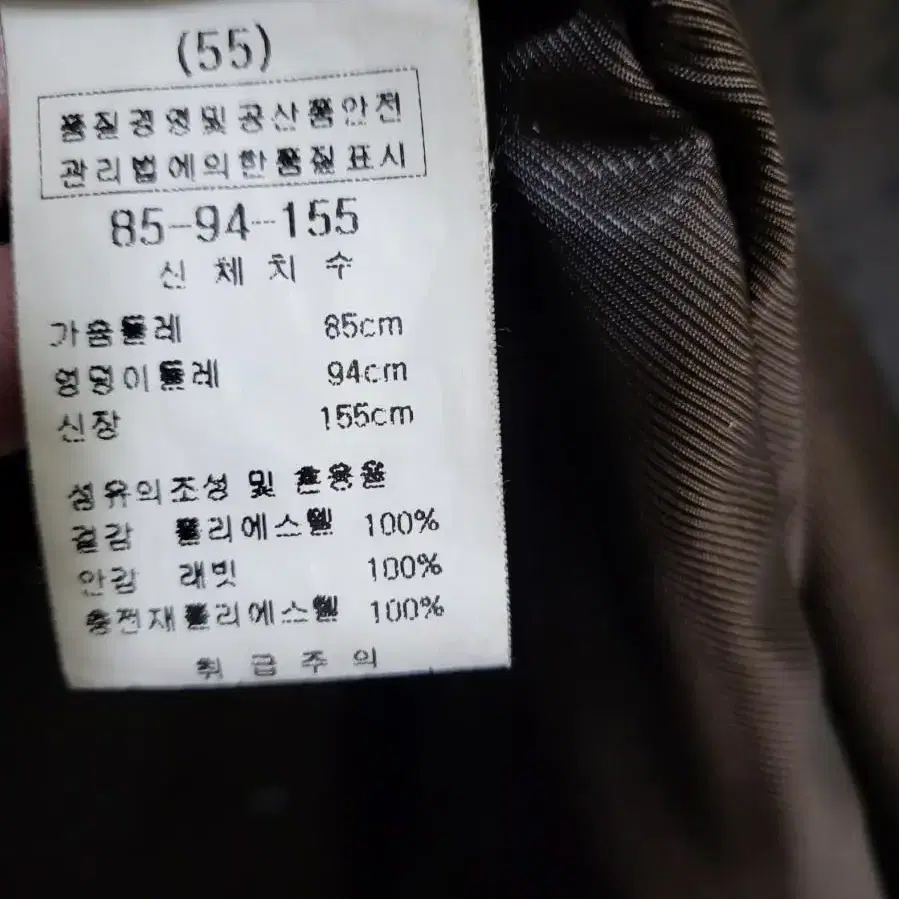 (55)
품질경영및공산품안전
관리법에의한품질표시
85-94-155
신 체 치 수
가슴둘레 85cm
엉덩이둘레 94cm
신장 155cm
섬유의조성 및 혼용율
겉감 폴리에스텔 100%
안감 래빗 100%
충전재폴리에스텔 100%
취 급 주 의